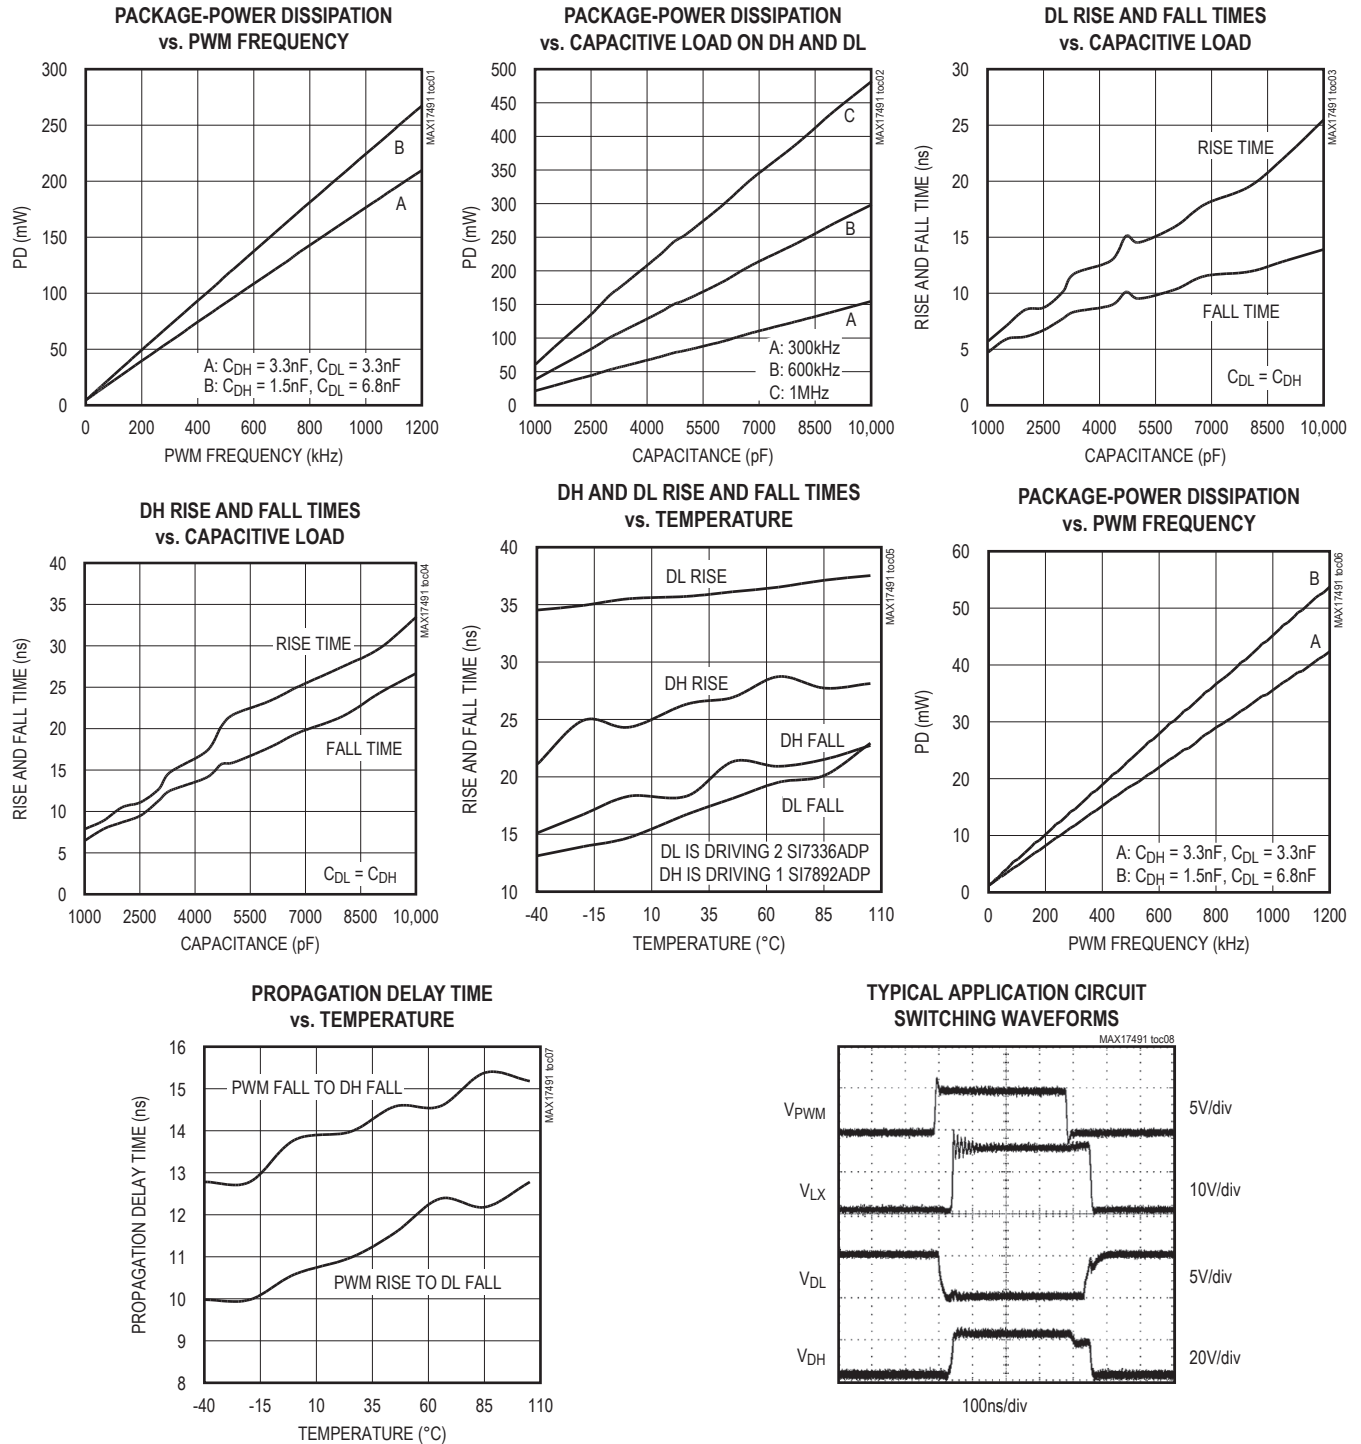 PACKAGE-POWER DISSIPATION
vs. PWM FREQUENCY
300
250
200
150
100
50
0
PD (mW)
B
A
A: CDH = 3.3nF, CDL = 3.3nF
B: CDH = 1.5nF, CDL = 6.8nF
0 200 400 600 800 1000 1200
PWM FREQUENCY (kHz)
MAX17491 toc01
PACKAGE-POWER DISSIPATION
vs. CAPACITIVE LOAD ON DH AND DL
500
450
400
350
300
250
200
150
100
50
0
PD (mW)
C
B
A
A: 300kHz
B: 600kHz
C: 1MHz
1000 2500 4000 5500 7000 8500 10,000
CAPACITANCE (pF)
MAX17491 toc02
DL RISE AND FALL TIMES
vs. CAPACITIVE LOAD
30
25
20
15
10
5
0
RISE AND FALL TIME (ns)
RISE TIME
FALL TIME
CDL = CDH
1000 2500 4000 5500 7000 8500 10,000
CAPACITANCE (pF)
MAX17491 toc03
DH RISE AND FALL TIMES
vs. CAPACITIVE LOAD
40
35
30
25
20
15
10
5
0
RISE AND FALL TIME (ns)
RISE TIME
FALL TIME
CDL = CDH
1000 2500 4000 5500 7000 8500 10,000
CAPACITANCE (pF)
MAX17491 toc04
DH AND DL RISE AND FALL TIMES
vs. TEMPERATURE
40
35
30
25
20
15
10
RISE AND FALL TIME (ns)
DL RISE
DH RISE
DH FALL
DL FALL
DL IS DRIVING 2 SI7336ADP
DH IS DRIVING 1 SI7892ADP
-40 -15 10 35 60 85 110
TEMPERATURE (°C)
MAX17491 toc05
PACKAGE-POWER DISSIPATION
vs. PWM FREQUENCY
60
50
40
30
20
10
0
PD (mW)
B
A
A: CDH = 3.3nF, CDL = 3.3nF
B: CDH = 1.5nF, CDL = 6.8nF
0 200 400 600 800 1000 1200
PWM FREQUENCY (kHz)
MAX17491 toc06
PROPAGATION DELAY TIME
vs. TEMPERATURE
16
15
14
13
12
11
10
9
8
PROPAGATION DELAY TIME (ns)
PWM FALL TO DH FALL
PWM RISE TO DL FALL
-40 -15 10 35 60 85 110
TEMPERATURE (°C)
MAX17491 toc07
TYPICAL APPLICATION CIRCUIT
SWITCHING WAVEFORMS
MAX17491 toc08
VPWM 5V/div
VLX 10V/div
VDL 5V/div
VDH 20V/div
100ns/div